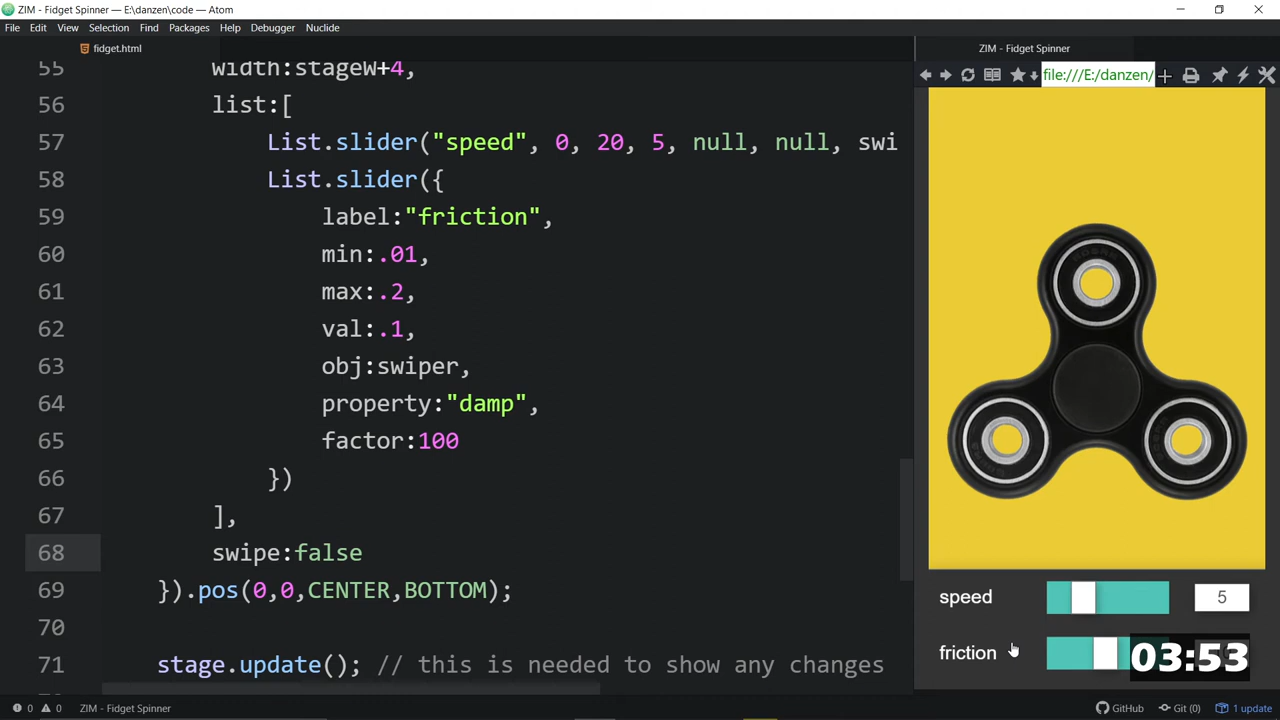 ZIM - Fidget Spinner — E:\danzen\code — Atom
File Edit View Selection Find Packages Help Debugger Nuclide
fidget.html
ZIM - Fidget Spinner
file:///E:/danzen/
55 width:stageW+4,
56 list:[
57 List.slider("speed", 0, 20, 5, null, null, swi
58 List.slider({
59 label:"friction",
60 min:.01,
61 max:.2,
62 val:.1,
63 obj:swiper,
64 property:"damp",
65 factor:100
66 })
67 ],
68 swipe:false
69 }).pos(0,0,CENTER,BOTTOM);
70
71 stage.update(); // this is needed to show any changes
speed 5
friction
03:53
0 0 ZIM - Fidget Spinner
GitHub Git (0) 1 update